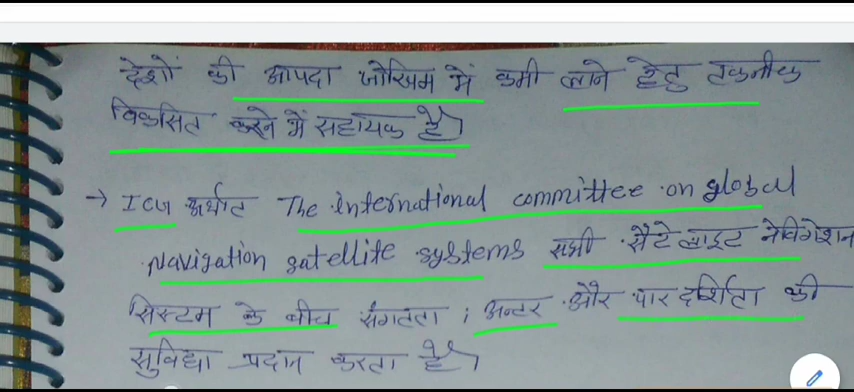 देशों की आपदा जोखिम में कमी लाने हेतु तकनीक
विकसित करने में सहायक है।
→ ICG अर्थात The international committee on global
Navigation satellite systems सभी सैटेलाइट नेविगेशन
सिस्टम के बीच संगतता ; अन्तर और पारदर्शिता की
सुविधा प्रदान करता है।